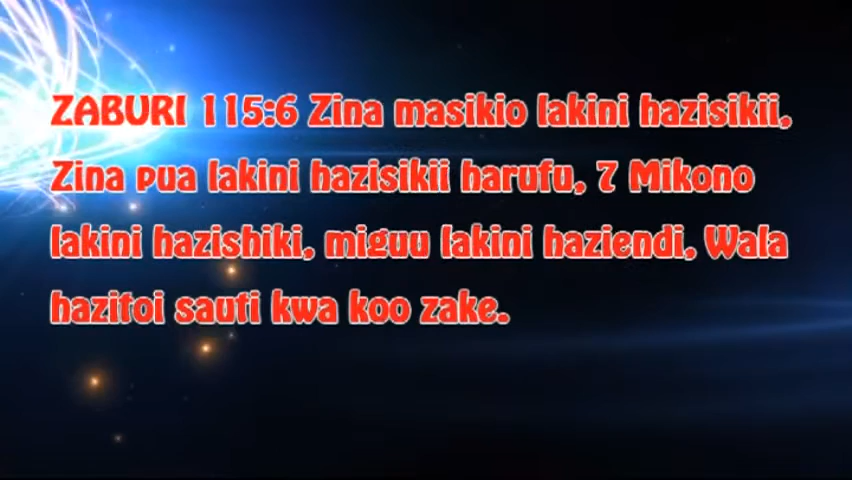 ZABURI 115:6 Zina masikio lakini hazisikii,
Zina pua lakini hazisikii harufu, 7 Mikono
lakini hazishiki, miguu lakini haziendi, Wala
hazitoi sauti kwa koo zake.